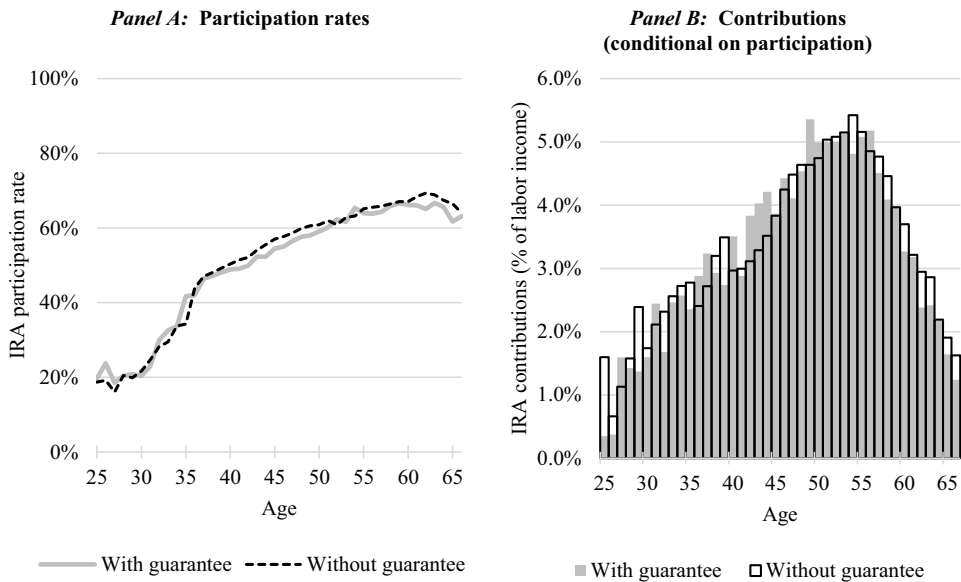 Panel A: Participation rates
IRA participation rate
100%
80%
60%
40%
20%
0%
25 30 35 40 45 50 55 60 65
Age
With guarantee Without guarantee
Panel B: Contributions
(conditional on participation)
IRA contributions (% of labor income)
6.0%
5.0%
4.0%
3.0%
2.0%
1.0%
0.0%
25 30 35 40 45 50 55 60 65
Age
With guarantee Without guarantee